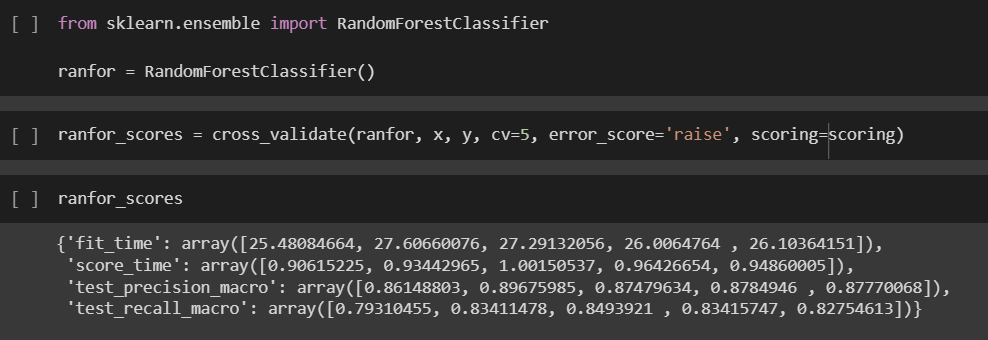 [ ] from sklearn.ensemble import RandomForestClassifier
ranfor = RandomForestClassifier()
[ ] ranfor_scores = cross_validate(ranfor, x, y, cv=5, error_score='raise', scoring=scoring)
[ ] ranfor_scores
{'fit_time': array([25.48084664, 27.60660076, 27.29132056, 26.0064764 , 26.10364151]),
 'score_time': array([0.90615225, 0.93442965, 1.00150537, 0.96426654, 0.94860005]),
 'test_precision_macro': array([0.86148803, 0.89675985, 0.87479634, 0.8784946 , 0.87770068]),
 'test_recall_macro': array([0.79310455, 0.83411478, 0.8493921 , 0.83415747, 0.82754613])}